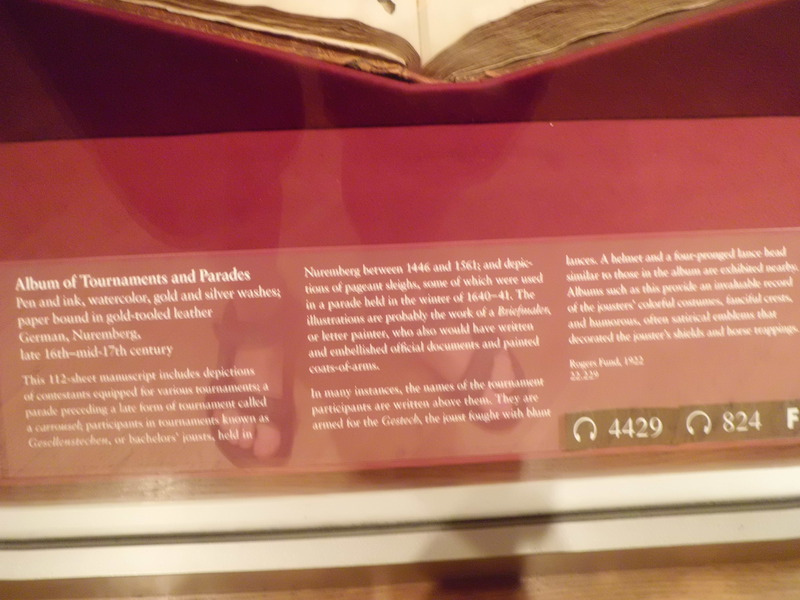 Album of Tournaments and Parades
Pen and ink, watercolor, gold and silver washes;
paper bound in gold-tooled leather
German, Nuremberg,
late 16th–mid-17th century
This 112-sheet manuscript includes depictions
of contestants equipped for various tournaments; a
parade preceding a late form of tournament called
a carrousel; participants in tournaments known as
Gesellenstechen, or bachelors' jousts, held in
Nuremberg between 1446 and 1561; and depic-
tions of pageant sleighs, some of which were used
in a parade held in the winter of 1640–41. The
illustrations are probably the work of a Briefmaler,
or letter painter, who also would have written
and embellished official documents and painted
coats-of-arms.
In many instances, the names of the tournament
participants are written above them. They are
armed for the Gestech, the joust fought with blunt
lances. A helmet and a four-pronged lance head
similar to those in the album are exhibited nearby.
Albums such as this provide an invaluable record
of the jousters' colorful costumes, fanciful crests,
and humorous, often satirical emblems that
decorated the jouster's shields and horse trappings.
Rogers Fund, 1922
22.229
4429 824 F